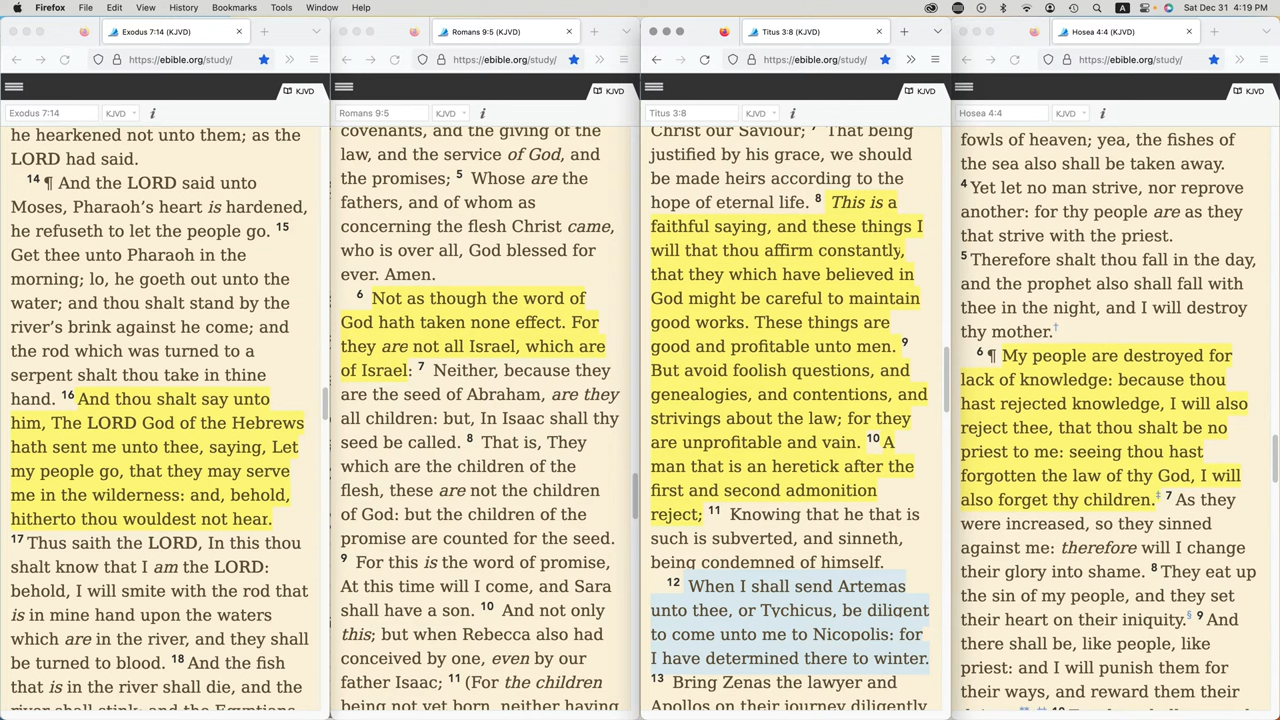 Firefox File Edit View History Bookmarks Tools Window Help
A
Sat Dec 31 4:19 PM
Exodus 7:14 (KJVD)
https://ebible.org/study/
KJVD
Exodus 7:14
KJVD
i
he hearkened not unto them; as the
LORD had said.
14 ¶ And the LORD said unto
Moses, Pharaoh’s heart is hardened,
he refuseth to let the people go. 15
Get thee unto Pharaoh in the
morning; lo, he goeth out unto the
water; and thou shalt stand by the
river’s brink against he come; and
the rod which was turned to a
serpent shalt thou take in thine
hand. 16 And thou shalt say unto
him, The LORD God of the Hebrews
hath sent me unto thee, saying, Let
my people go, that they may serve
me in the wilderness: and, behold,
hitherto thou wouldest not hear.
17 Thus saith the LORD, In this thou
shalt know that I am the LORD:
behold, I will smite with the rod that
is in mine hand upon the waters
which are in the river, and they shall
be turned to blood. 18 And the fish
that is in the river shall die, and the
river shall stink; and the Egyptians
Romans 9:5 (KJVD)
https://ebible.org/study/
KJVD
Romans 9:5
KJVD
i
covenants, and the giving of the
law, and the service of God, and
the promises; 5 Whose are the
fathers, and of whom as
concerning the flesh Christ came,
who is over all, God blessed for
ever. Amen.
6 Not as though the word of
God hath taken none effect. For
they are not all Israel, which are
of Israel: 7 Neither, because they
are the seed of Abraham, are they
all children: but, In Isaac shall thy
seed be called. 8 That is, They
which are the children of the
flesh, these are not the children
of God: but the children of the
promise are counted for the seed.
9 For this is the word of promise,
At this time will I come, and Sara
shall have a son. 10 And not only
this; but when Rebecca also had
conceived by one, even by our
father Isaac; 11 (For the children
being not yet born, neither having
Titus 3:8 (KJVD)
https://ebible.org/study/
KJVD
Titus 3:8
KJVD
i
Christ our Saviour; 7 That being
justified by his grace, we should
be made heirs according to the
hope of eternal life. 8 This is a
faithful saying, and these things I
will that thou affirm constantly,
that they which have believed in
God might be careful to maintain
good works. These things are
good and profitable unto men. 9
But avoid foolish questions, and
genealogies, and contentions, and
strivings about the law; for they
are unprofitable and vain. 10 A
man that is an heretick after the
first and second admonition
reject; 11 Knowing that he that is
such is subverted, and sinneth,
being condemned of himself.
12 When I shall send Artemas
unto thee, or Tychicus, be diligent
to come unto me to Nicopolis: for
I have determined there to winter.
13 Bring Zenas the lawyer and
Apollos on their journey diligently
Hosea 4:4 (KJVD)
https://ebible.org/study/
KJVD
Hosea 4:4
KJVD
i
fowls of heaven; yea, the fishes of
the sea also shall be taken away.
4 Yet let no man strive, nor reprove
another: for thy people are as they
that strive with the priest.
5 Therefore shalt thou fall in the day,
and the prophet also shall fall with
thee in the night, and I will destroy
thy mother.†
6 ¶ My people are destroyed for
lack of knowledge: because thou
hast rejected knowledge, I will also
reject thee, that thou shalt be no
priest to me: seeing thou hast
forgotten the law of thy God, I will
also forget thy children.‡ 7 As they
were increased, so they sinned
against me: therefore will I change
their glory into shame. 8 They eat up
the sin of my people, and they set
their heart on their iniquity.§ 9 And
there shall be, like people, like
priest: and I will punish them for
their ways, and reward them their